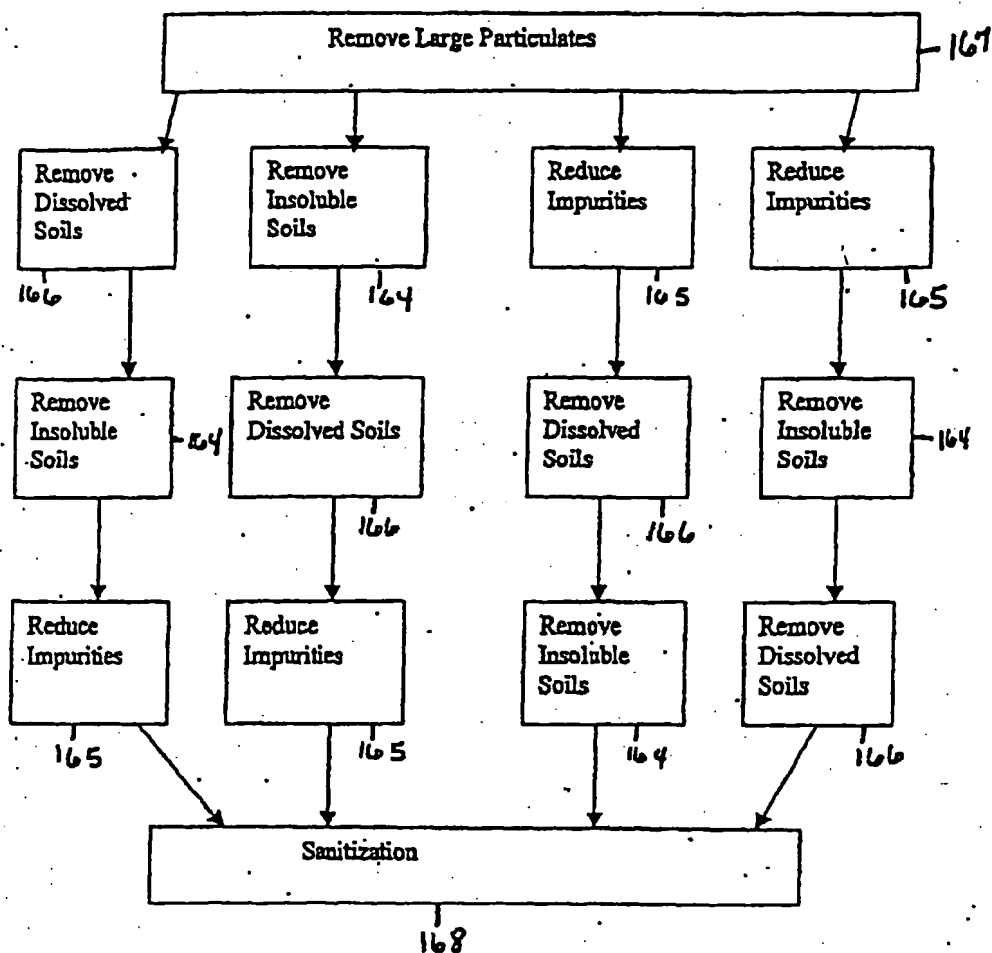 Remove Large Particulates
167
Remove
Dissolved
Soils
166
Remove
Insoluble
Soils
164
Reduce
Impurities
165
Reduce
Impurities
165
Remove
Insoluble
Soils
164
Remove
Dissolved Soils
166
Remove
Dissolved
Soils
166
Remove
Insoluble
Soils
164
Reduce
Impurities
165
Reduce
Impurities
165
Remove
Insoluble
Soils
164
Remove
Dissolved
Soils
166
Sanitization
168